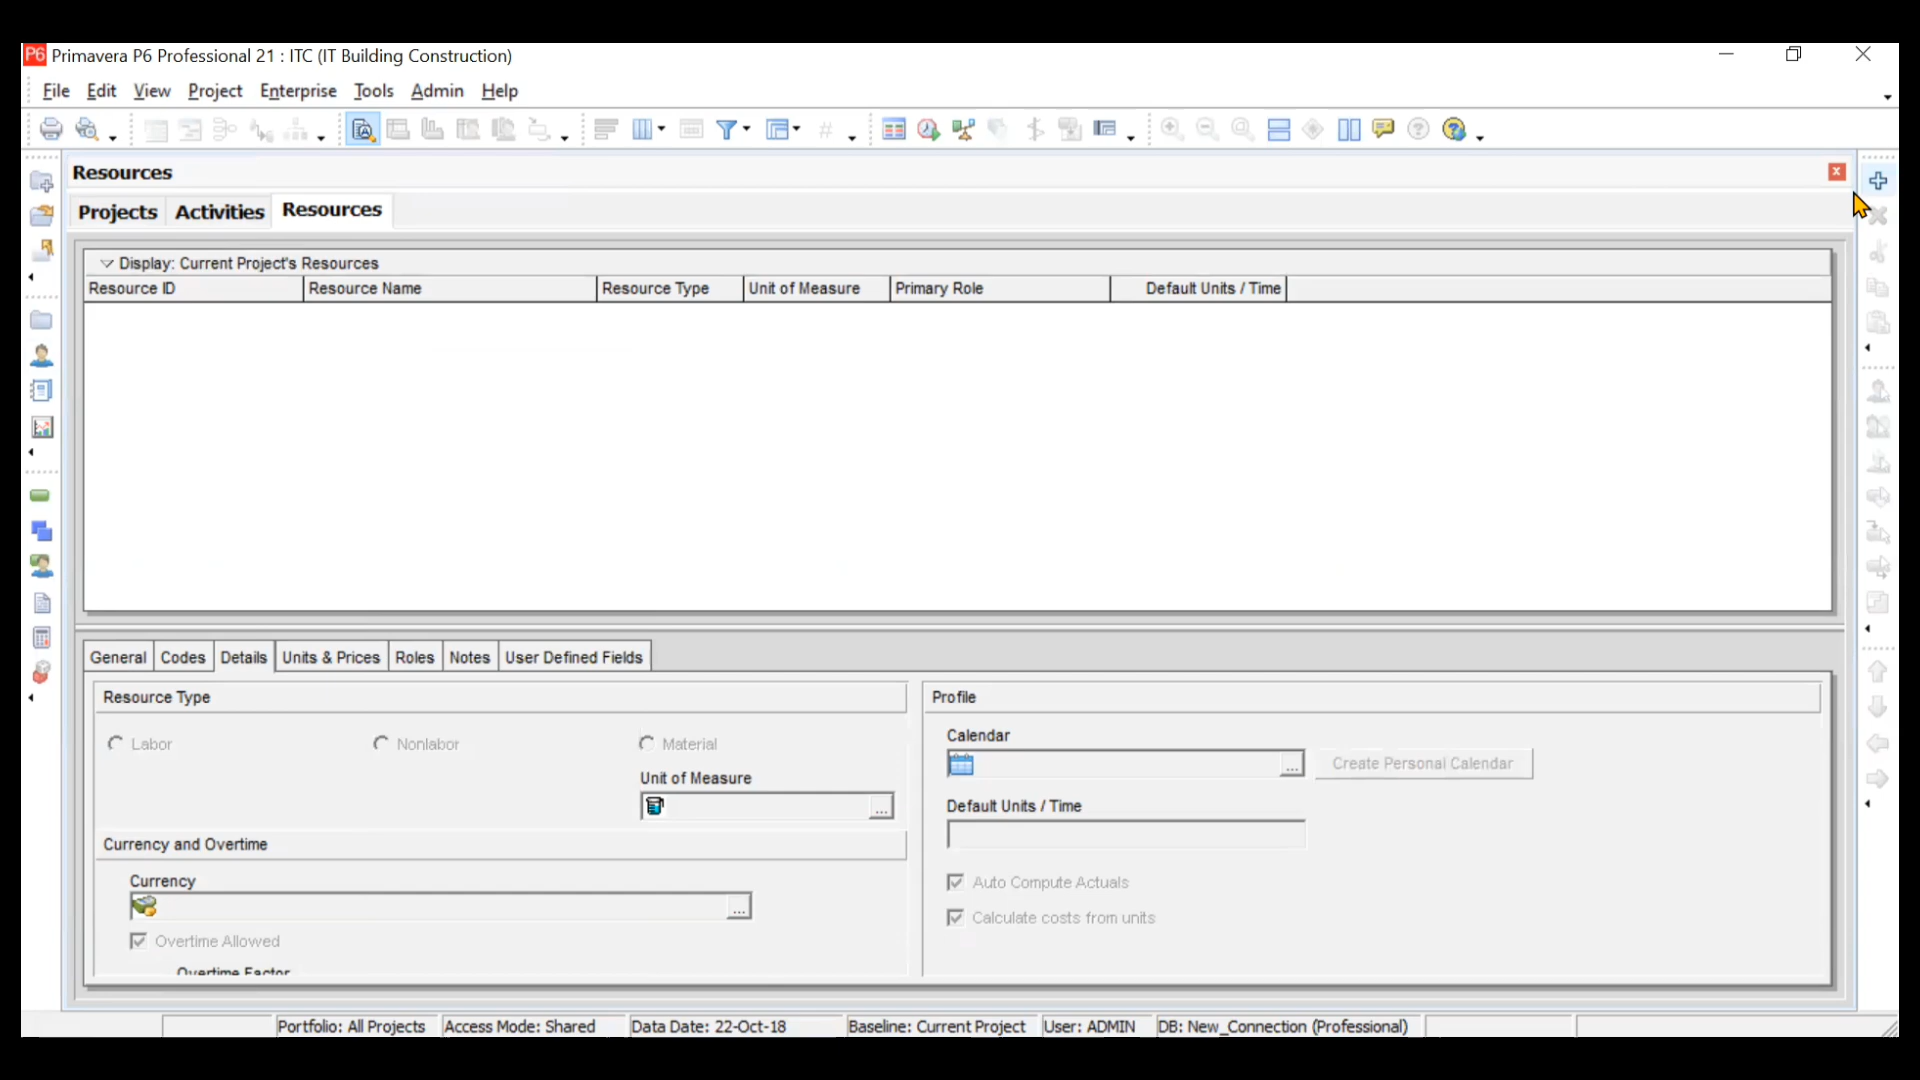 P6 Primavera P6 Professional 21 : ITC (IT Building Construction)
File Edit View Project Enterprise Tools Admin Help
Resources
Projects Activities Resources
Display: Current Project's Resources
Resource ID Resource Name Resource Type Unit of Measure Primary Role Default Units / Time
General Codes Details Units & Prices Roles Notes User Defined Fields
Resource Type Profile
Labor Nonlabor Material
Unit of Measure
Calendar
Create Personal Calendar
Default Units / Time
Currency and Overtime
Currency
Auto Compute Actuals
Calculate costs from units
Overtime Allowed
Overtime Factor
Portfolio: All Projects Access Mode: Shared Data Date: 22-Oct-18 Baseline: Current Project User: ADMIN DB: New_Connection (Professional)